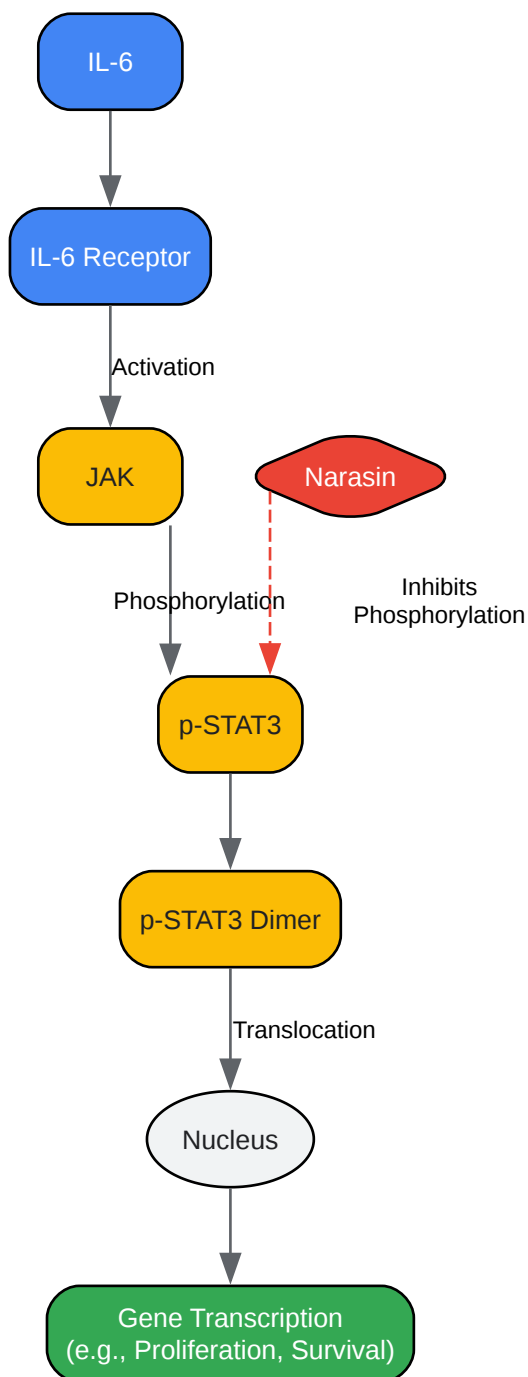 IL-6
IL-6 Receptor
Activation
JAK
Narasin
Phosphorylation
Inhibits
Phosphorylation
p-STAT3
p-STAT3 Dimer
Translocation
Nucleus
Gene Transcription
(e.g., Proliferation, Survival)